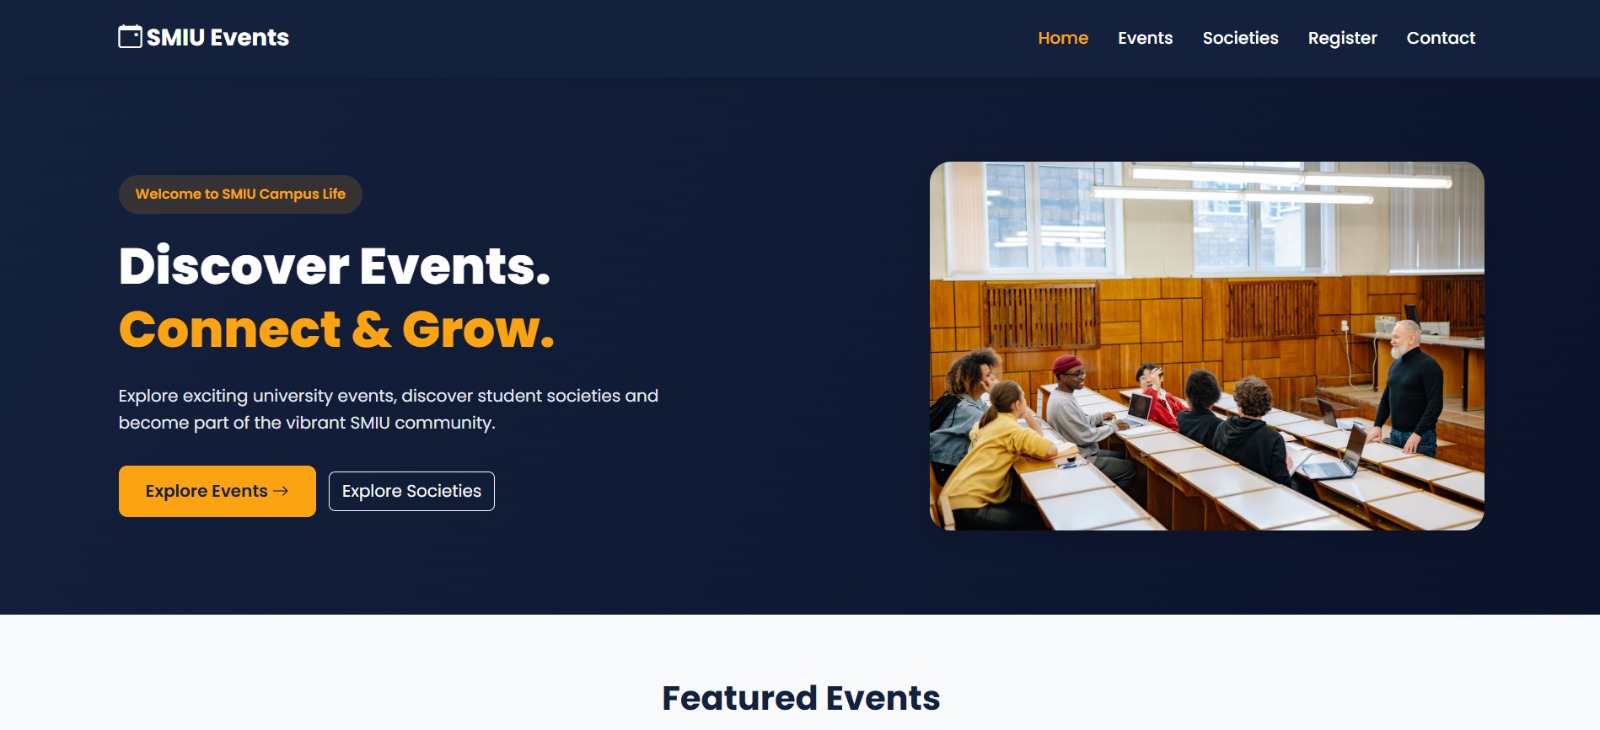 SMIU Events
Home Events Societies Register Contact
Welcome to SMIU Campus Life
Discover Events.
Connect & Grow.
Explore exciting university events, discover student societies and
become part of the vibrant SMIU community.
Explore Events →
Explore Societies
Featured Events